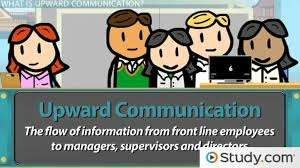 WHAT IS UPWARD COMMUNICATION?
Upward Communication
The flow of information from front line employees
to managers, supervisors and directors
Study.com